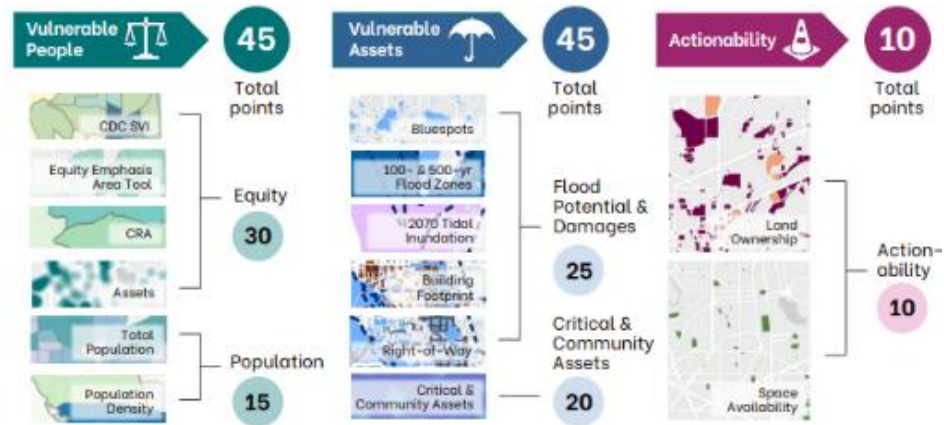 Vulnerable
People
45
Total
points
CDC SVI
Equity Emphasis
Area Tool
CRA
Assets
Total
Population
Population
Density
Equity
30
Population
15
Vulnerable
Assets
45
Total
points
Bluespots
100- & 500-yr
Flood Zones
2070 Tidal
Inundation
Building
Footprint
Right-of-Way
Critical &
Community Assets
Flood
Potential &
Damages
25
Critical &
Community
Assets
20
Actionability
10
Total
points
Land
Ownership
Space
Availability
Action-
ability
10